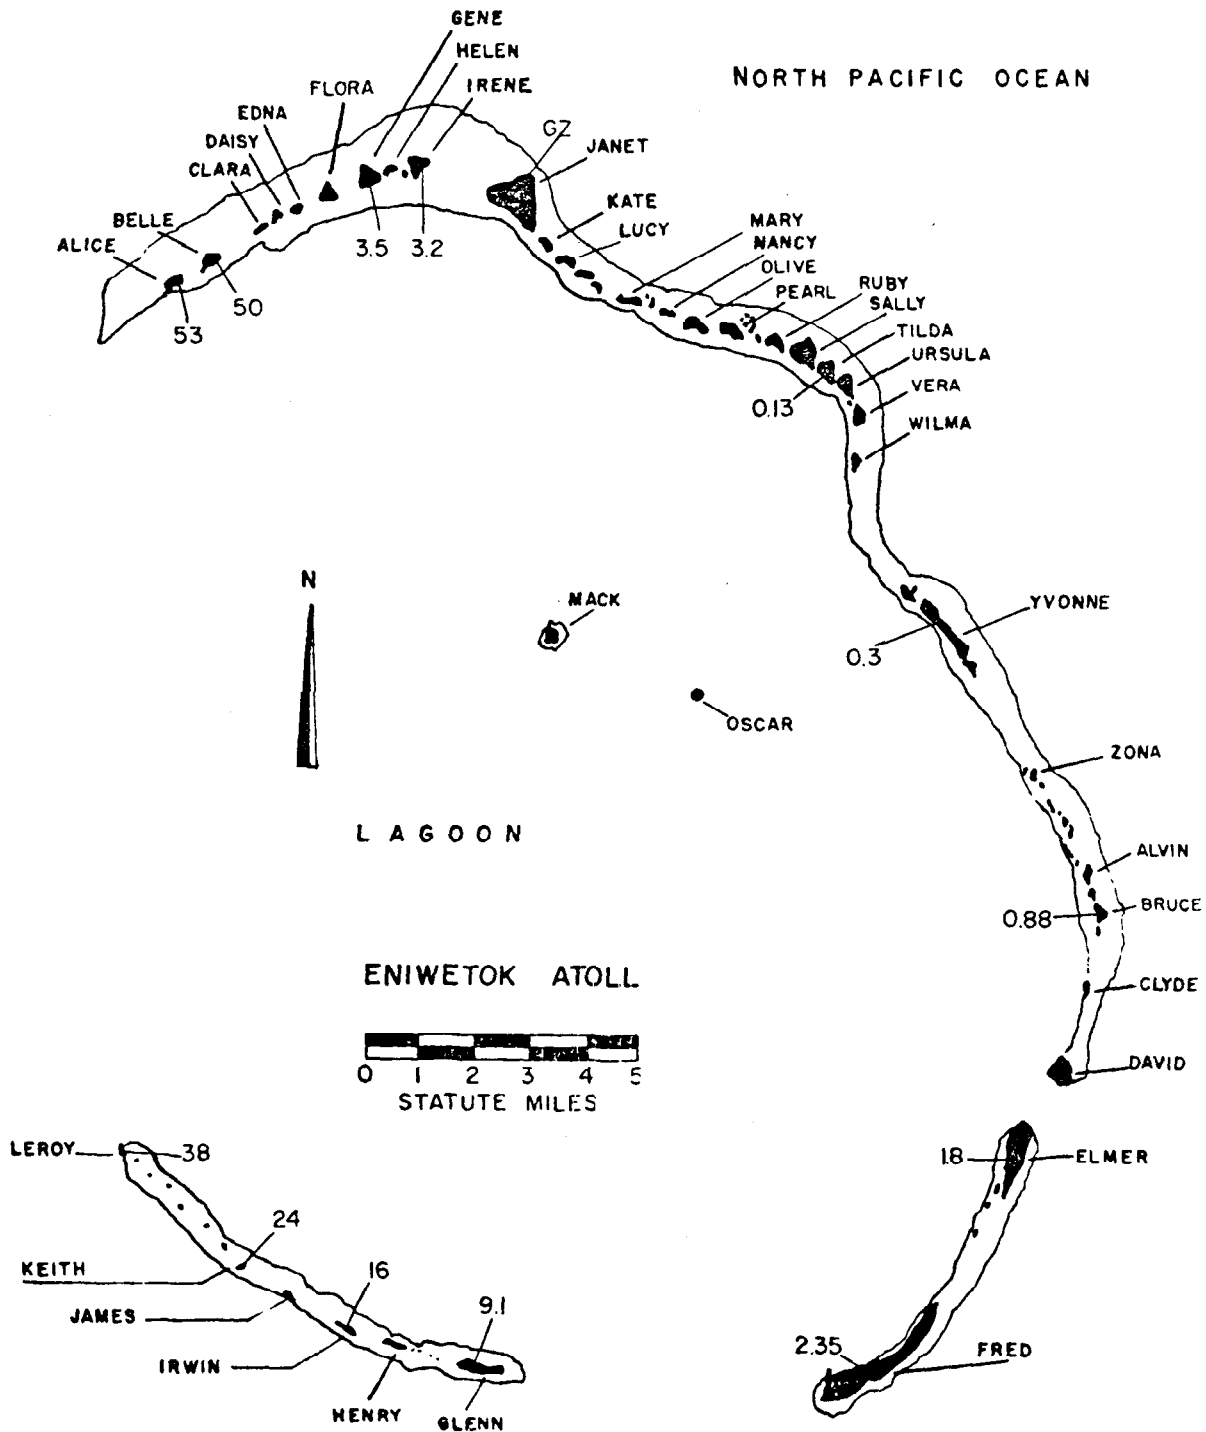 GENE
HELEN
IRENE
NORTH PACIFIC OCEAN
FLORA
EDNA
DAISY
CLARA
GZ
JANET
BELLE
ALICE
KATE
LUCY
3.5
3.2
MARY
NANCY
OLIVE
PEARL
RUBY
SALLY
TILDA
URSULA
VERA
WILMA
50
53
0.13
N
MACK
YVONNE
0.3
OSCAR
ZONA
LAGOON
ALVIN
BRUCE
0.88
ENIWETOK ATOLL
CLYDE
0 1 2 3 4 5
STATUTE MILES
DAVID
LEROY
38
1.8
ELMER
24
KEITH
16
JAMES
9.1
IRWIN
2.35
FRED
HENRY
GLENN